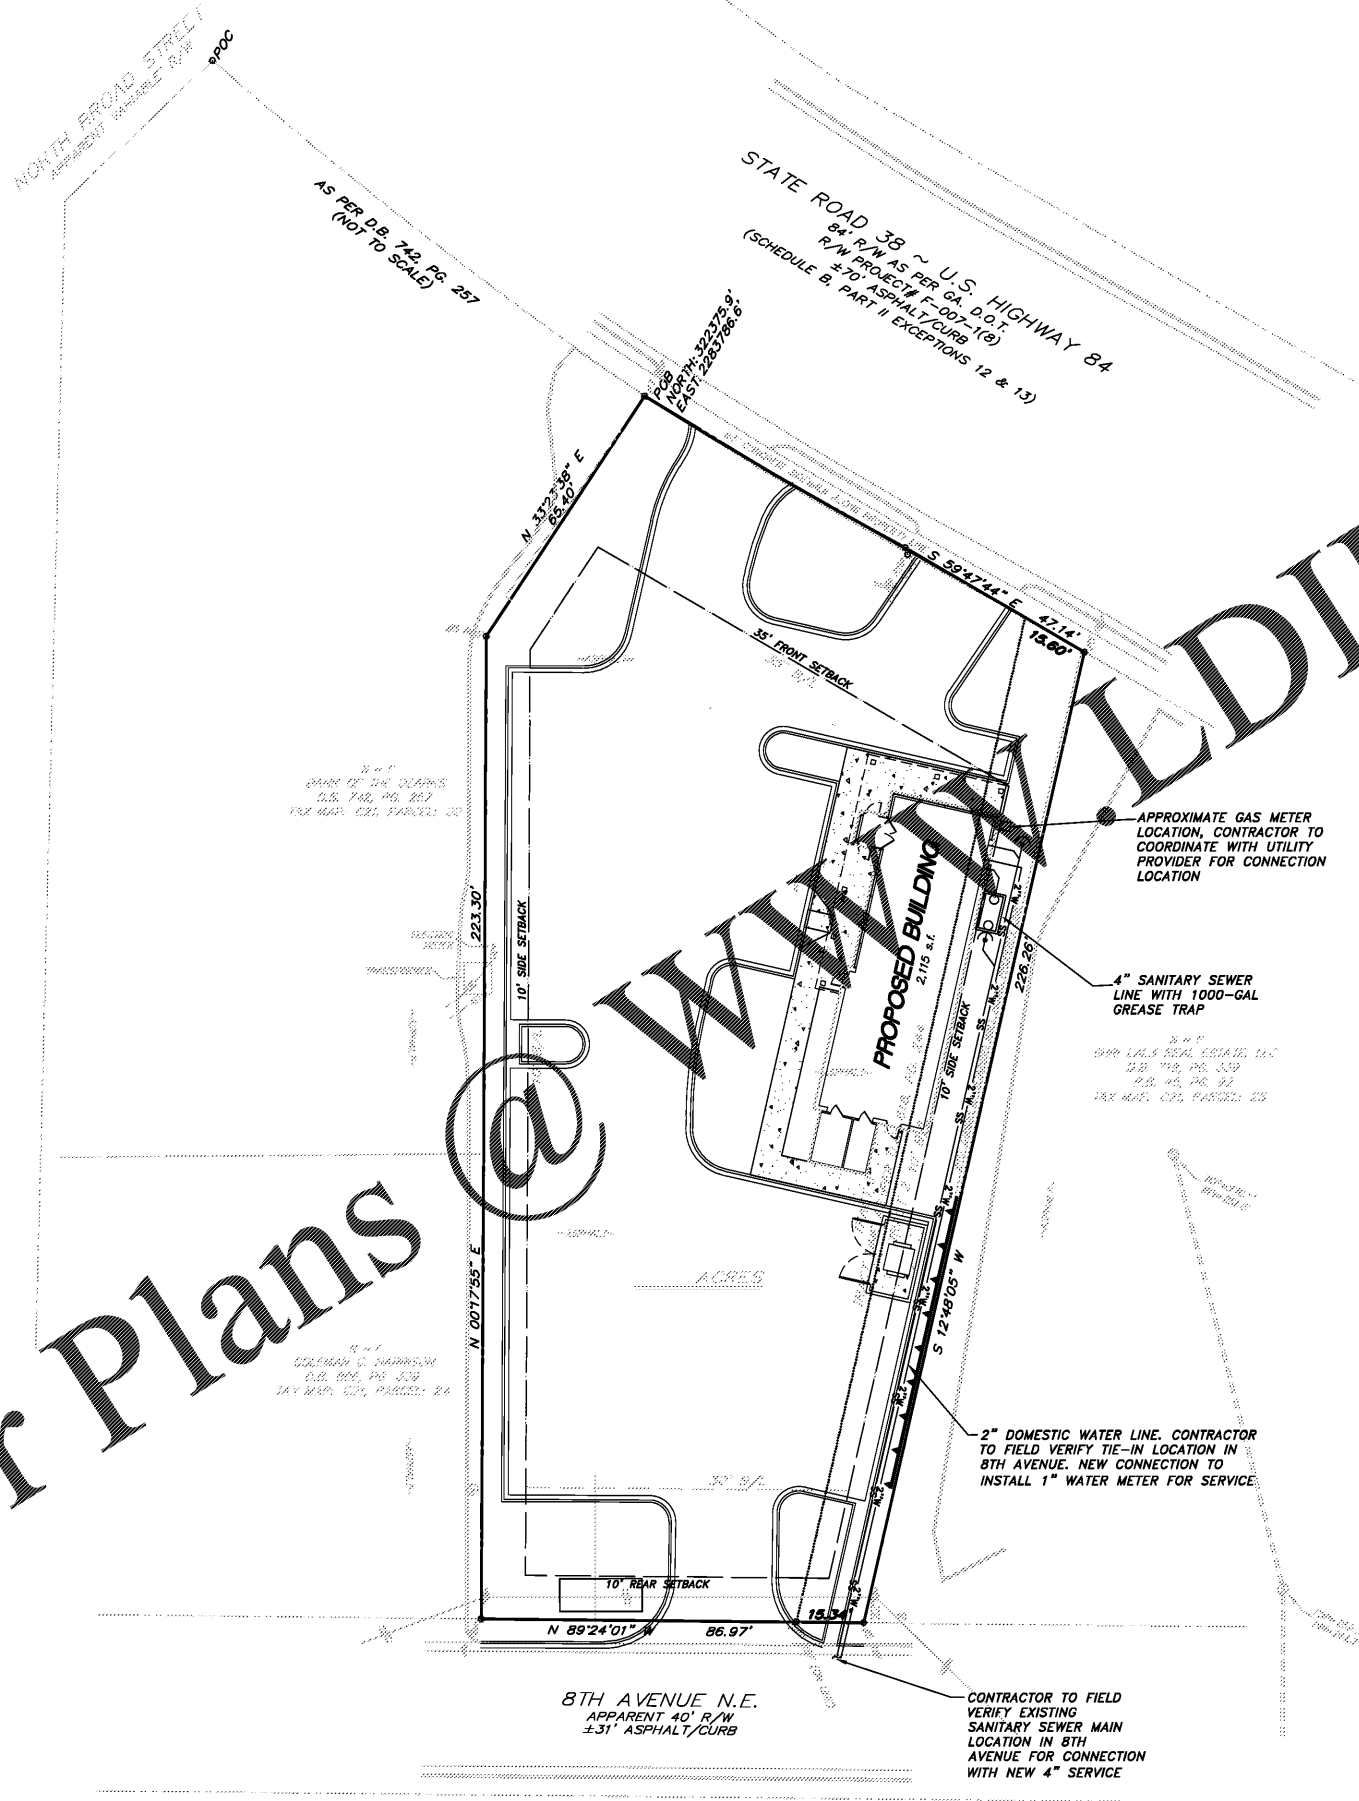 NORTH BROAD STREET
APPARENT VARIABLE R/W
POC
AS PER D.B. 742, PG. 257
(NOT TO SCALE)
STATE ROAD 38 ~ U.S. HIGHWAY 84
84' R/W AS PER GA. D.O.T.
R/W PROJECT# F-007-1(8)
±70' ASPHALT/CURB
(SCHEDULE B, PART II EXCEPTIONS 12 & 13)
POB
NORTH: 322375.9'
EAST: 2283786.6'
N 33°23'38" E
65.40'
S 59°47'44" E
47.14'
15.60'
35' FRONT SETBACK
BANK OF THE OZARKS
223.30'
10' SIDE SETBACK
PROPOSED BUILDING
2,115 s.f.
APPROXIMATE GAS METER
LOCATION, CONTRACTOR TO
COORDINATE WITH UTILITY
PROVIDER FOR CONNECTION
LOCATION
226.26'
4" SANITARY SEWER
LINE WITH 1000-GAL
GREASE TRAP
10' SIDE SETBACK
r Plans @ WWW.LDI
N 00°17'55" E
ACRES
S 12°48'05" W
COLEMAN C. HARRISON
2" DOMESTIC WATER LINE. CONTRACTOR
TO FIELD VERIFY TIE-IN LOCATION IN
8TH AVENUE. NEW CONNECTION TO
INSTALL 1" WATER METER FOR SERVICE
10' REAR SETBACK
15.34'
N 89°24'01" W
86.97'
8TH AVENUE N.E.
APPARENT 40' R/W
±31' ASPHALT/CURB
CONTRACTOR TO FIELD
VERIFY EXISTING
SANITARY SEWER MAIN
LOCATION IN 8TH
AVENUE FOR CONNECTION
WITH NEW 4" SERVICE